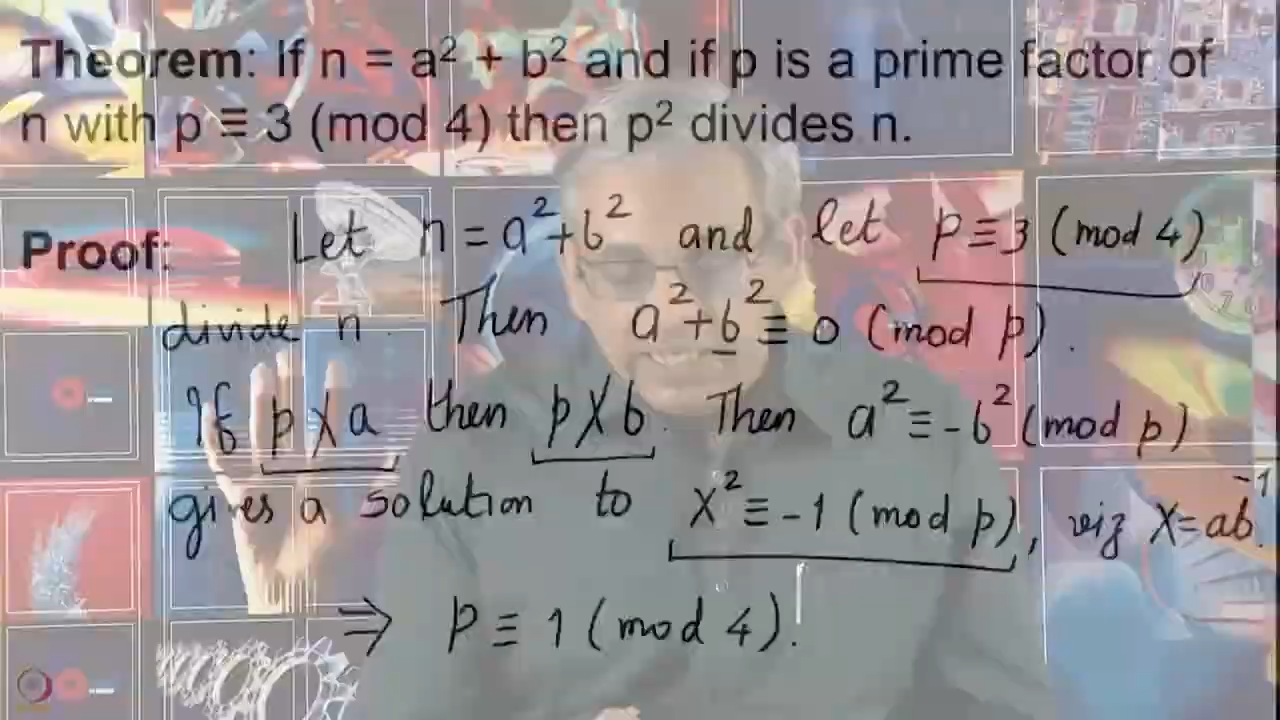 Theorem: If n = a² + b² and if p is a prime factor of
n with p ≡ 3 (mod 4) then p² divides n.
Proof: Let n = a² + b² and let p ≡ 3 (mod 4)
divide n. Then a² + b² ≡ 0 (mod p).
If p ∤ a then p ∤ b. Then a² ≡ -b² (mod p)
gives a solution to X² ≡ -1 (mod p), viz X = ab⁻¹.
⇒ p ≡ 1 (mod 4).